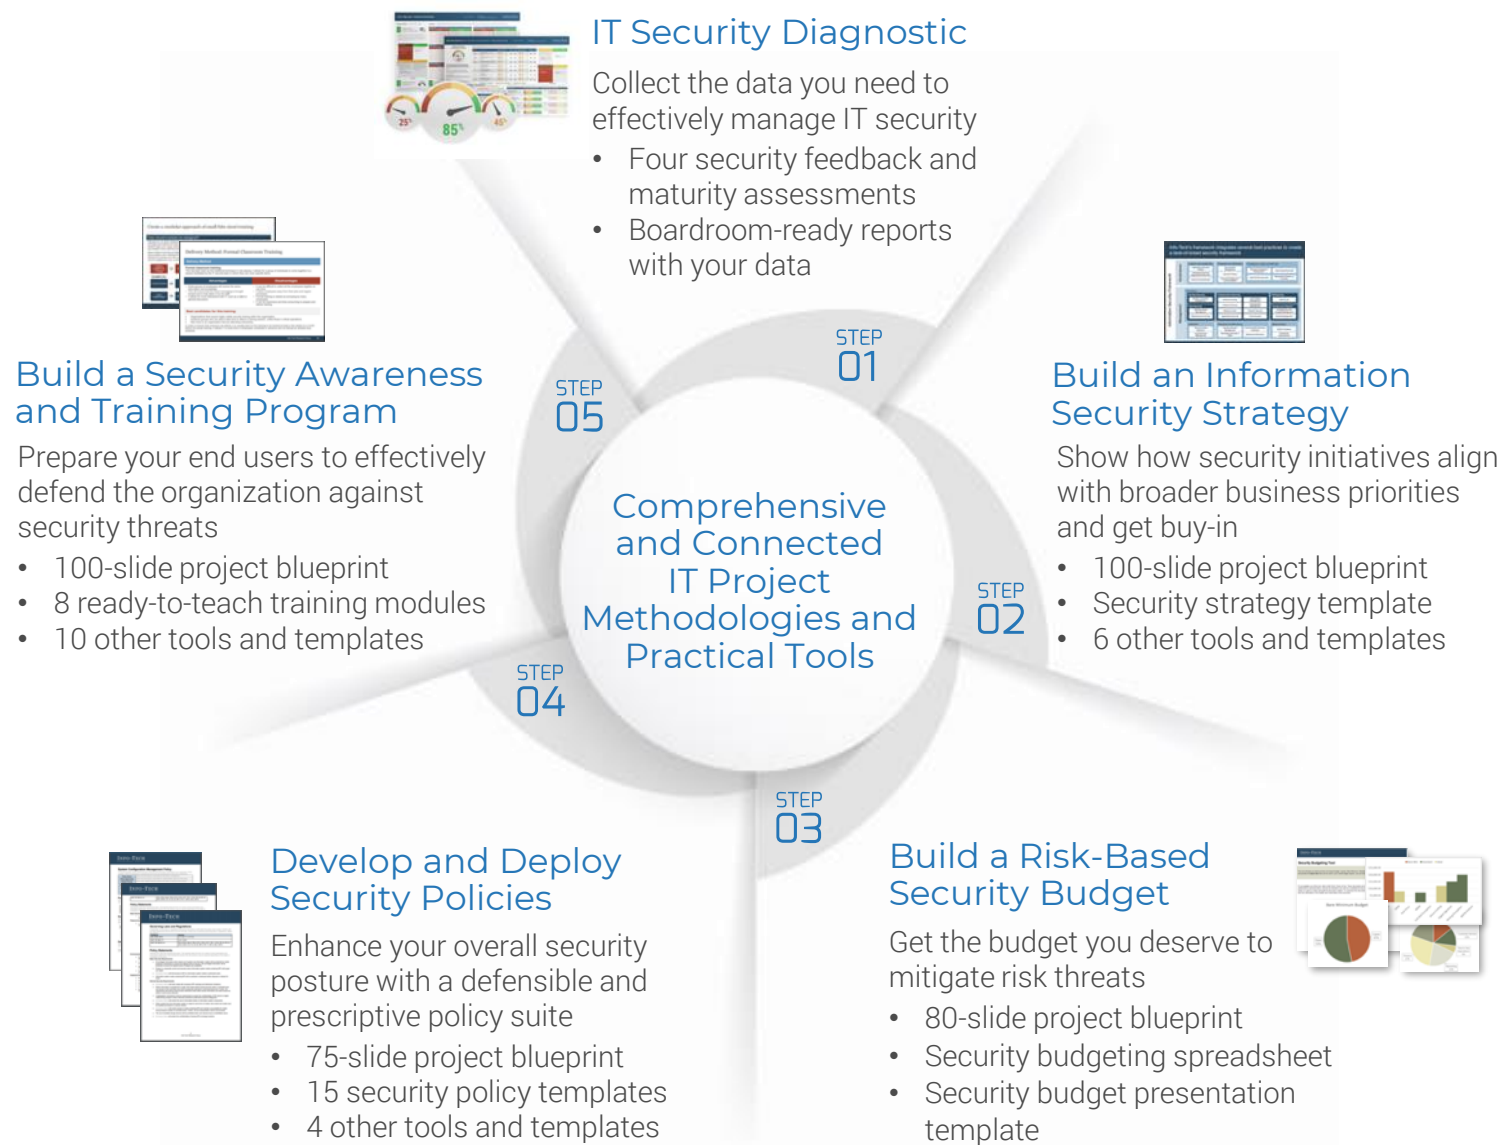 IT Security Diagnostic
Collect the data you need to
effectively manage IT security
• Four security feedback and
maturity assessments
• Boardroom-ready reports
with your data
25%
85%
45%
STEP
01
Build an Information
Security Strategy
Show how security initiatives align
with broader business priorities
and get buy-in
• 100-slide project blueprint
• Security strategy template
• 6 other tools and templates
STEP
02
Build a Risk-Based
Security Budget
Get the budget you deserve to
mitigate risk threats
• 80-slide project blueprint
• Security budgeting spreadsheet
• Security budget presentation
template
STEP
03
Develop and Deploy
Security Policies
Enhance your overall security
posture with a defensible and
prescriptive policy suite
• 75-slide project blueprint
• 15 security policy templates
• 4 other tools and templates
STEP
04
Build a Security Awareness
and Training Program
Prepare your end users to effectively
defend the organization against
security threats
• 100-slide project blueprint
• 8 ready-to-teach training modules
• 10 other tools and templates
STEP
05
Comprehensive
and Connected
IT Project
Methodologies and
Practical Tools